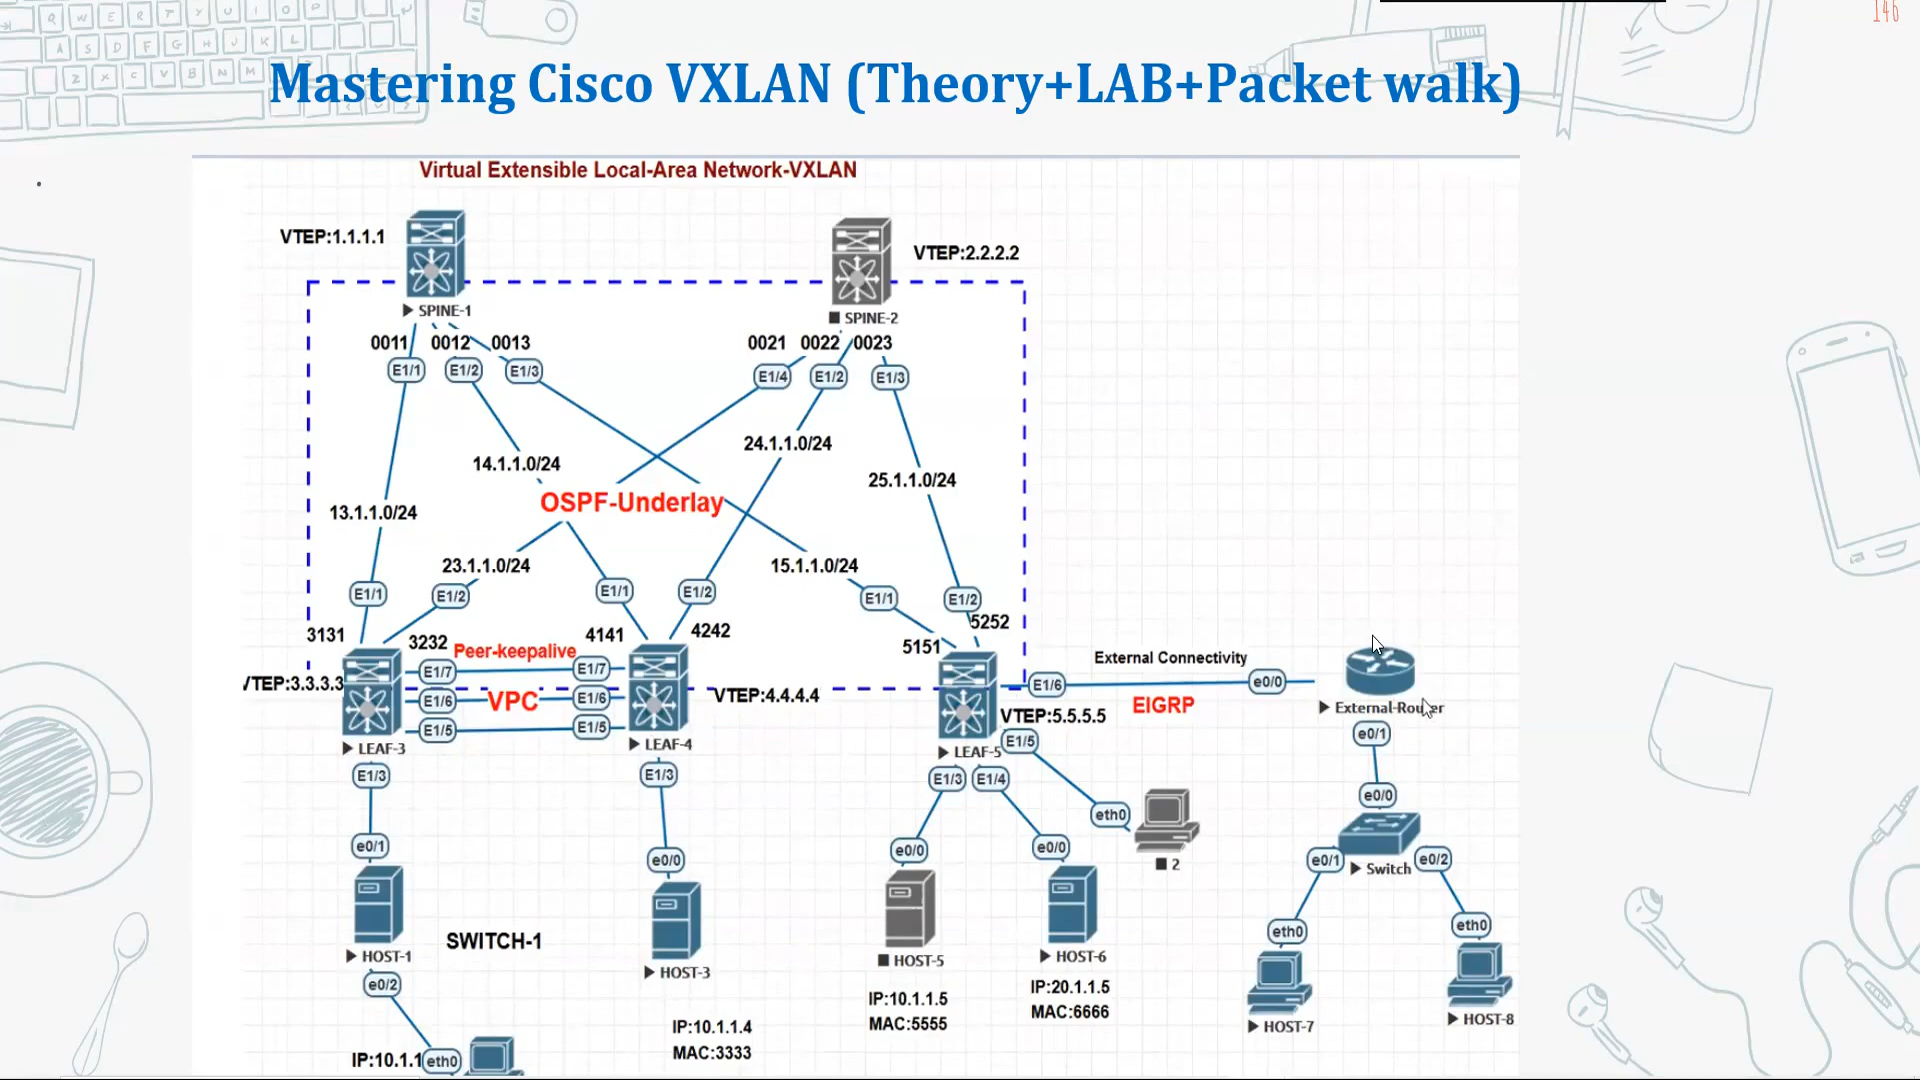 146
Mastering Cisco VXLAN (Theory+LAB+Packet walk)
Virtual Extensible Local-Area Network-VXLAN
VTEP:1.1.1.1
VTEP:2.2.2.2
SPINE-1
SPINE-2
0011 0012 0013
0021 0022 0023
E1/1 E1/2 E1/3
E1/4 E1/2 E1/3
24.1.1.0/24
14.1.1.0/24
25.1.1.0/24
OSPF-Underlay
13.1.1.0/24
23.1.1.0/24
15.1.1.0/24
E1/1 E1/2 E1/1 E1/2 E1/1 E1/2
3131 3232 4141 4242 5151 5252
Peer-keepalive
External Connectivity
E1/7 E1/7
VTEP:3.3.3.3
VTEP:4.4.4.4
E1/6 VPC E1/6
E1/6 e0/0
EIGRP
External-Router
VTEP:5.5.5.5
E1/5 E1/5
E1/5
e0/1
LEAF-3
LEAF-4
LEAF-5
E1/3 E1/3 E1/3 E1/4
e0/0
eth0
e0/1 e0/0 e0/0 e0/0
2
e0/1 Switch e0/2
eth0 eth0
SWITCH-1
HOST-1
HOST-3
HOST-5
HOST-6
e0/2
IP:10.1.1.5
MAC:5555
IP:20.1.1.5
MAC:6666
HOST-7
HOST-8
IP:10.1.1.4
MAC:3333
IP:10.1.1
eth0